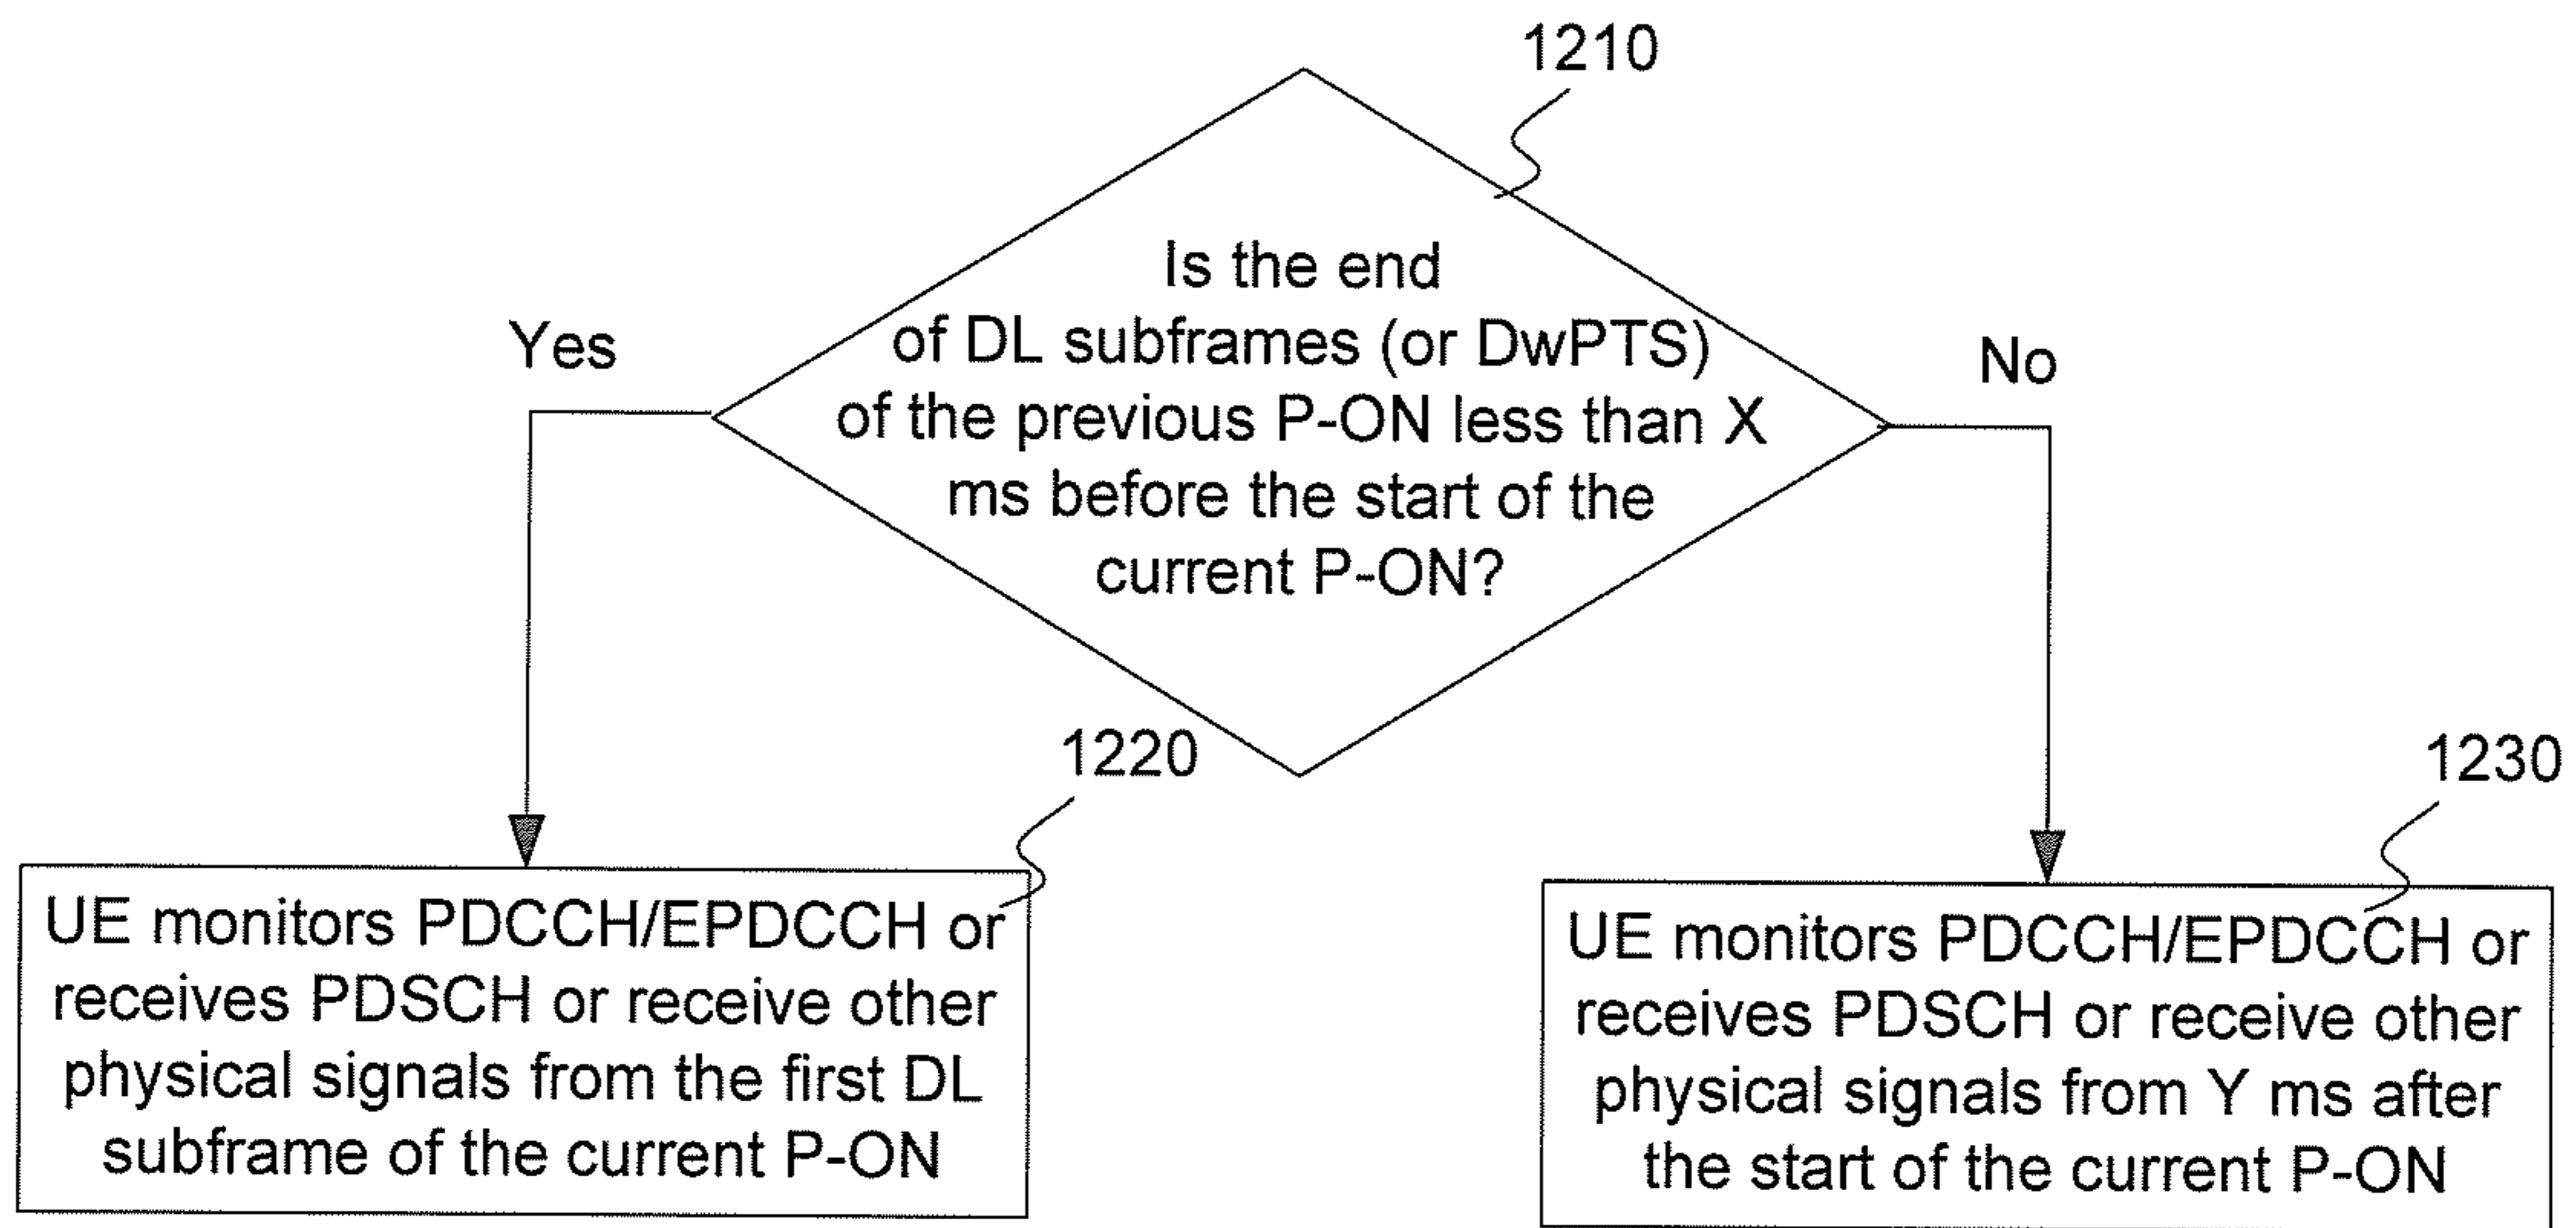 1210
Is the end
of DL subframes (or DwPTS)
of the previous P-ON less than X
ms before the start of the
current P-ON?
Yes
No
1220
UE monitors PDCCH/EPDCCH or
receives PDSCH or receive other
physical signals from the first DL
subframe of the current P-ON
1230
UE monitors PDCCH/EPDCCH or
receives PDSCH or receive other
physical signals from Y ms after
the start of the current P-ON